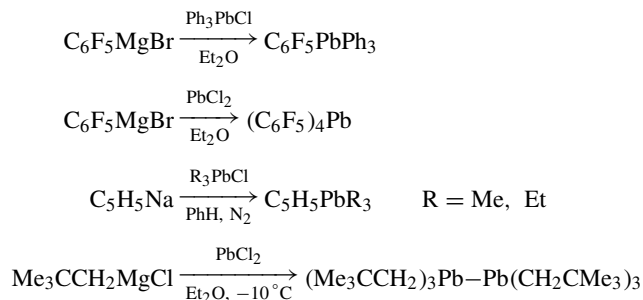 C₆F₅MgBr —Ph₃PbCl / Et₂O→ C₆F₅PbPh₃
C₆F₅MgBr —PbCl₂ / Et₂O→ (C₆F₅)₄Pb
C₅H₅Na —R₃PbCl / PhH, N₂→ C₅H₅PbR₃ R = Me, Et
Me₃CCH₂MgCl —PbCl₂ / Et₂O, −10 °C→ (Me₃CCH₂)₃Pb–Pb(CH₂CMe₃)₃